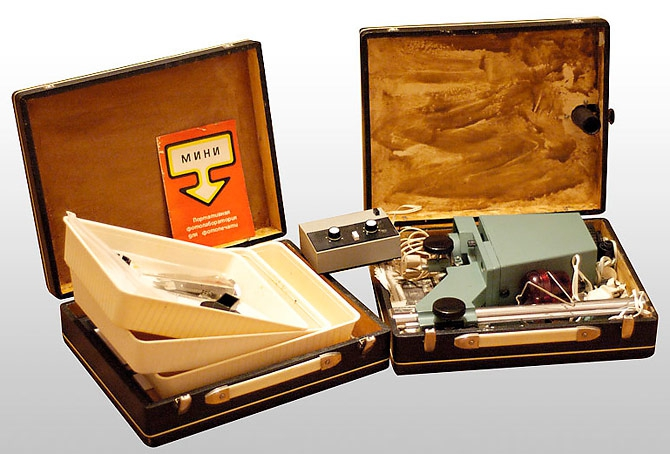 МИНИ
Портативная
фотолаборатория
для фотопечати